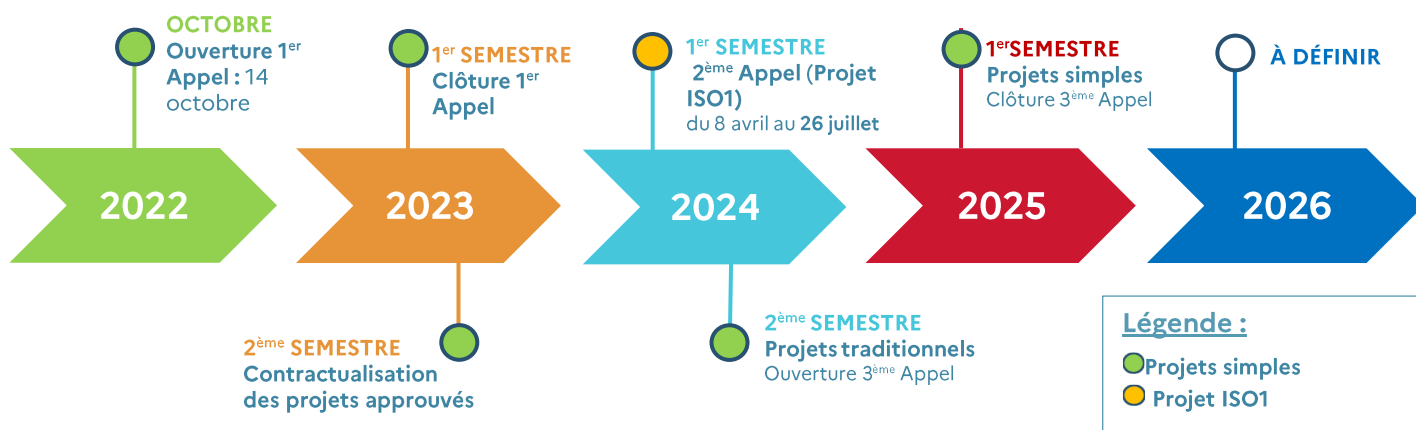 OCTOBRE
Ouverture 1er
Appel : 14
octobre
1er SEMESTRE
Clôture 1er
Appel
1er SEMESTRE
2ème Appel (Projet
ISO1)
du 8 avril au 26 juillet
1erSEMESTRE
Projets simples
Clôture 3ème Appel
À DÉFINIR
2022
2023
2024
2025
2026
2ème SEMESTRE
Contractualisation
des projets approuvés
2ème SEMESTRE
Projets traditionnels
Ouverture 3ème Appel
Légende :
Projets simples
Projet ISO1